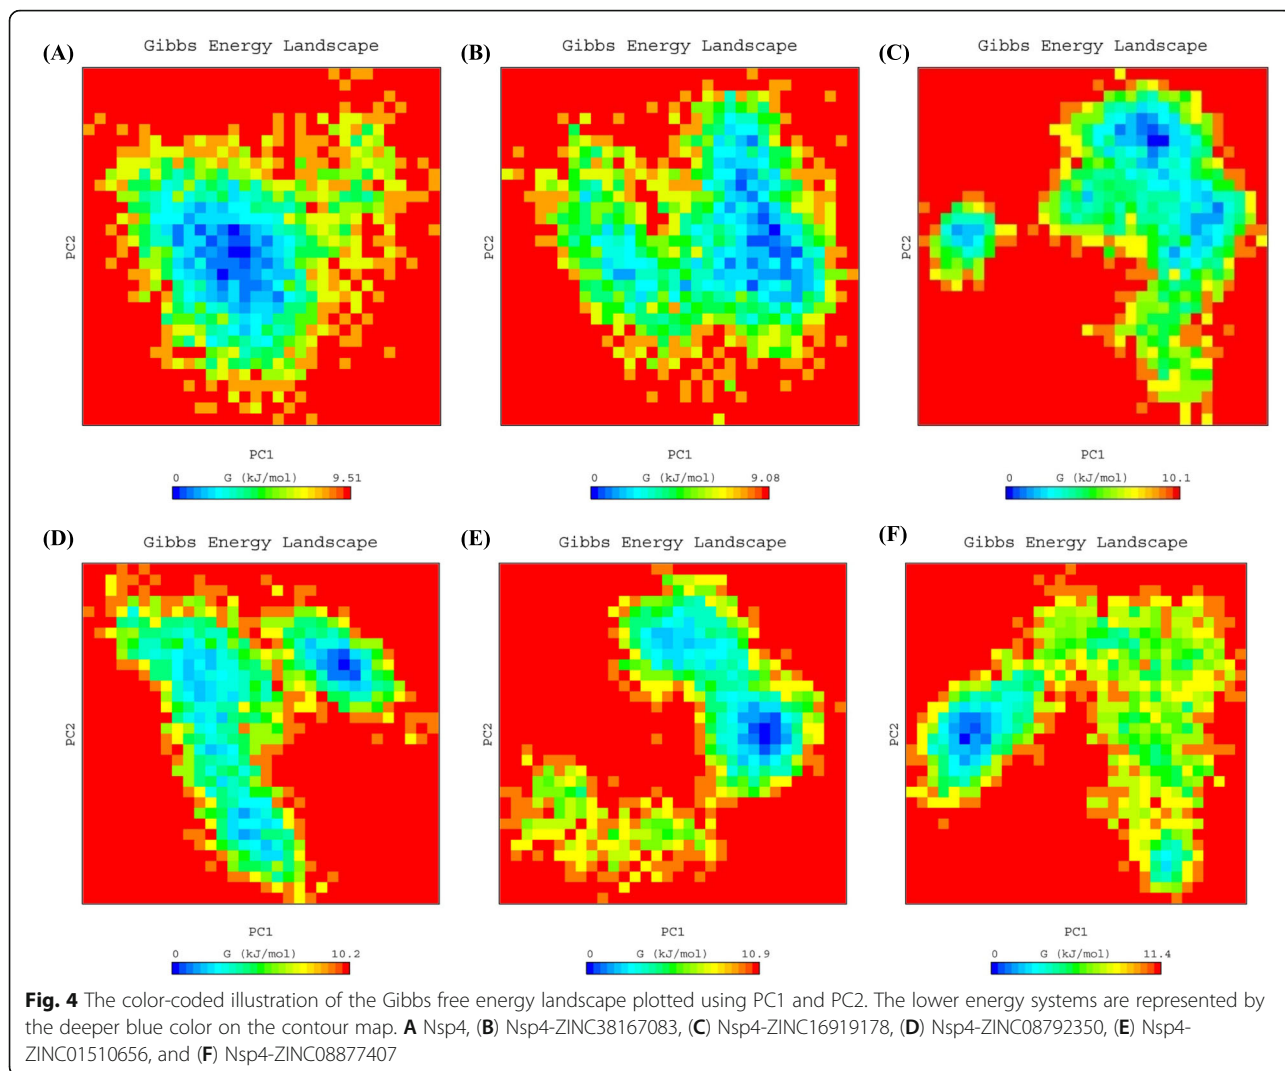 (A) Gibbs Energy Landscape
PC2
PC1
0 G (kJ/mol) 9.51
(B) Gibbs Energy Landscape
PC2
PC1
0 G (kJ/mol) 9.08
(C) Gibbs Energy Landscape
PC2
PC1
0 G (kJ/mol) 10.1
(D) Gibbs Energy Landscape
PC2
PC1
0 G (kJ/mol) 10.2
(E) Gibbs Energy Landscape
PC2
PC1
0 G (kJ/mol) 10.9
(F) Gibbs Energy Landscape
PC2
PC1
0 G (kJ/mol) 11.4
Fig. 4 The color-coded illustration of the Gibbs free energy landscape plotted using PC1 and PC2. The lower energy systems are represented by
the deeper blue color on the contour map. A Nsp4, (B) Nsp4-ZINC38167083, (C) Nsp4-ZINC16919178, (D) Nsp4-ZINC08792350, (E) Nsp4-
ZINC01510656, and (F) Nsp4-ZINC08877407